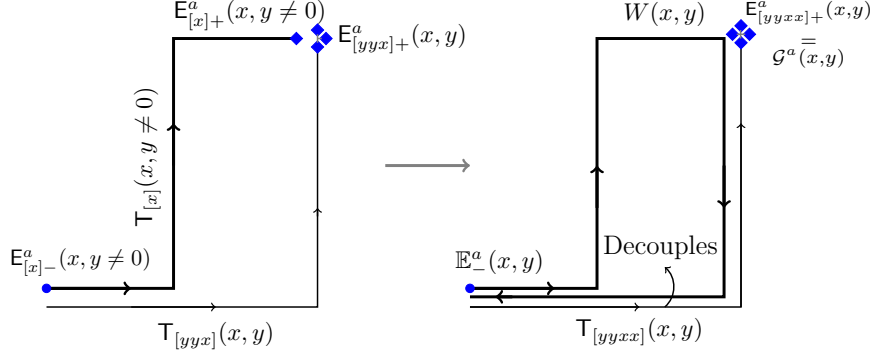 E^a_{[x]+}(x, y ≠ 0)
E^a_{[yyx]+}(x, y)
T_{[x]}(x, y ≠ 0)
E^a_{[x]-}(x, y ≠ 0)
T_{[yyx]}(x, y)
W(x, y)
E^a_{[yyxx]+}(x,y)
=
𝒢^a(x,y)
Decouples
𝔼^a_-(x, y)
T_{[yyxx]}(x, y)